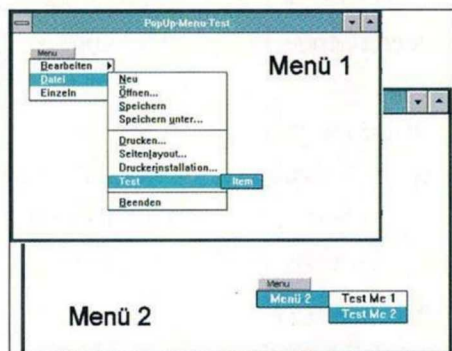 PopUp-Menu-Test
Menu
Bearbeiten
Datei
Einzeln
Neu
Öffnen...
Speichern
Speichern unter...
Drucken...
Seitenlayout...
Druckerinstallation...
Test
Item
Beenden
Menü 1
Menu
Menü 2
Test Me 1
Test Me 2
Menü 2